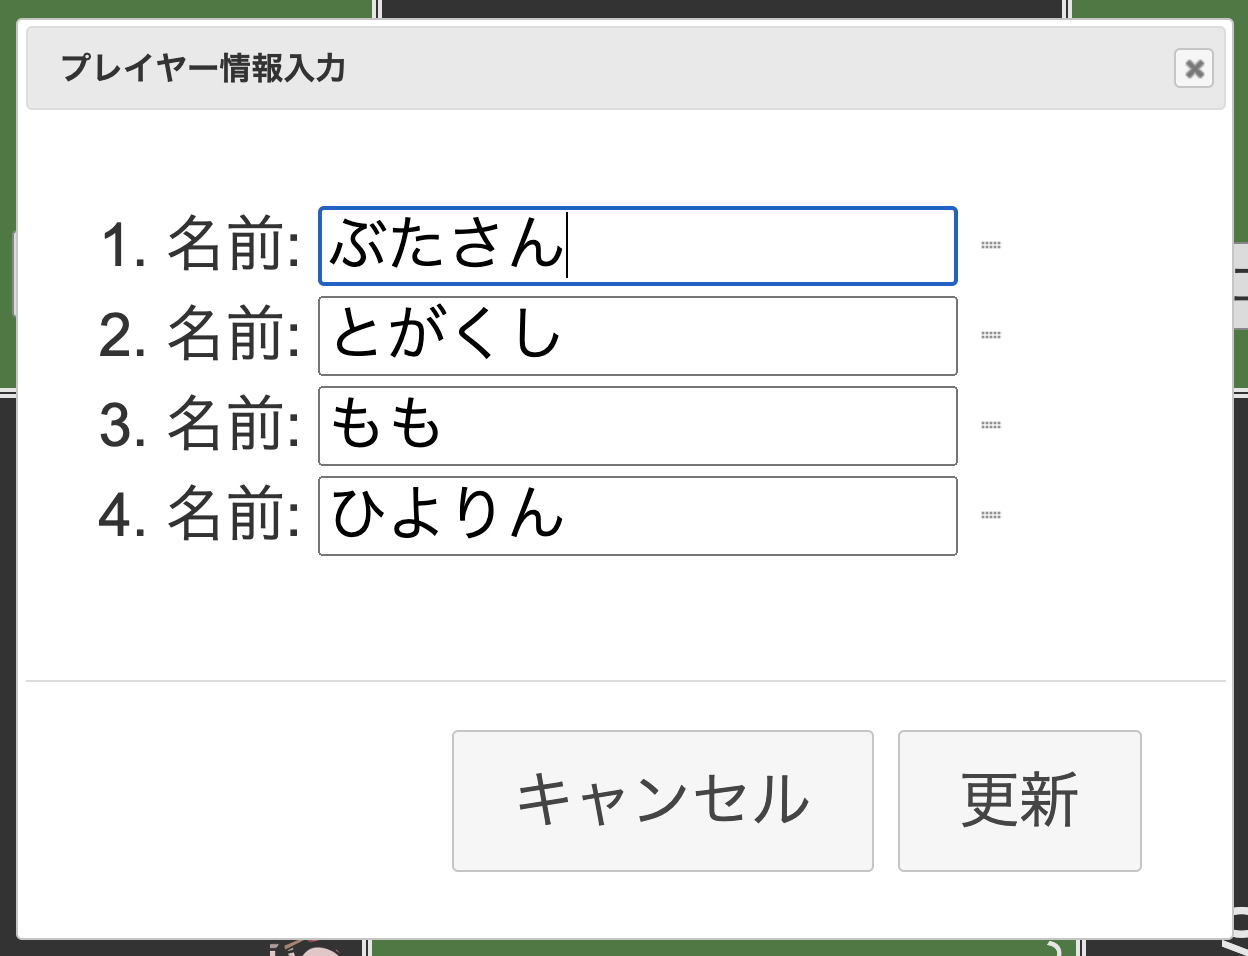 プレイヤー情報入力
1. 名前: ぶたさん
2. 名前: とがくし
3. 名前: もも
4. 名前: ひよりん
キャンセル 更新